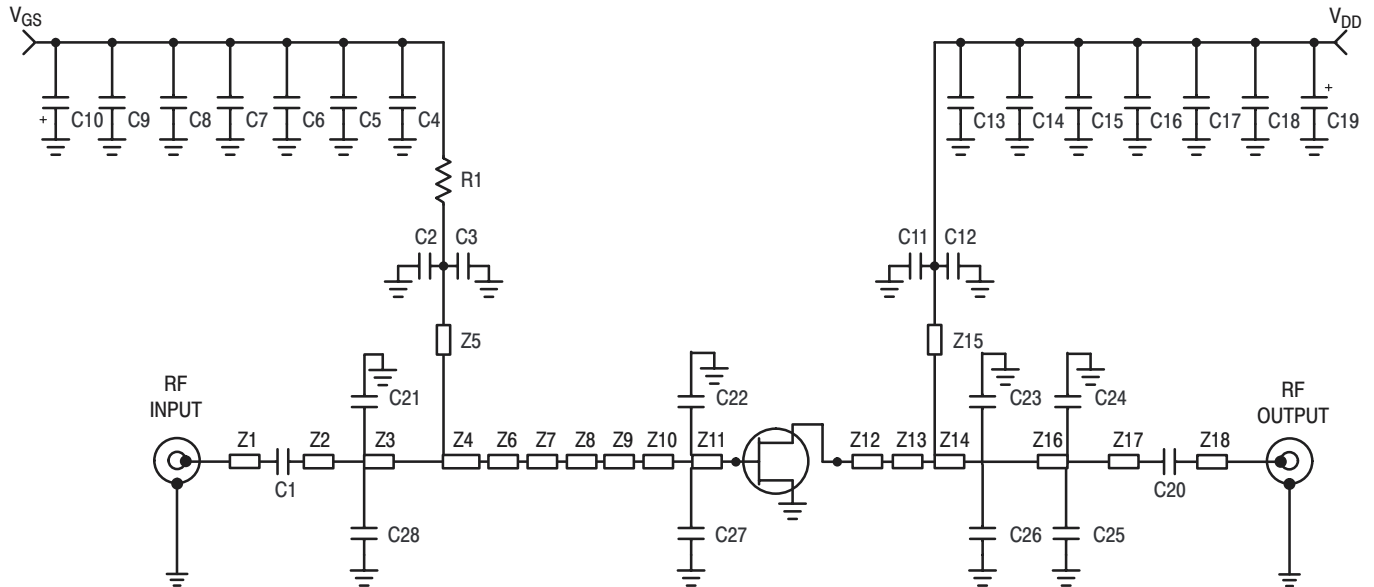 VGS
VDD
+ C10 C9 C8 C7 C6 C5 C4
C13 C14 C15 C16 C17 C18 + C19
R1
C2 C3
C11 C12
Z5
Z15
RF
INPUT
C21
C22
C23
C24
RF
OUTPUT
Z1 Z2 Z3 Z4 Z6 Z7 Z8 Z9 Z10 Z11 Z12 Z13 Z14 Z16 Z17 Z18
C1
C20
C28
C27
C26
C25